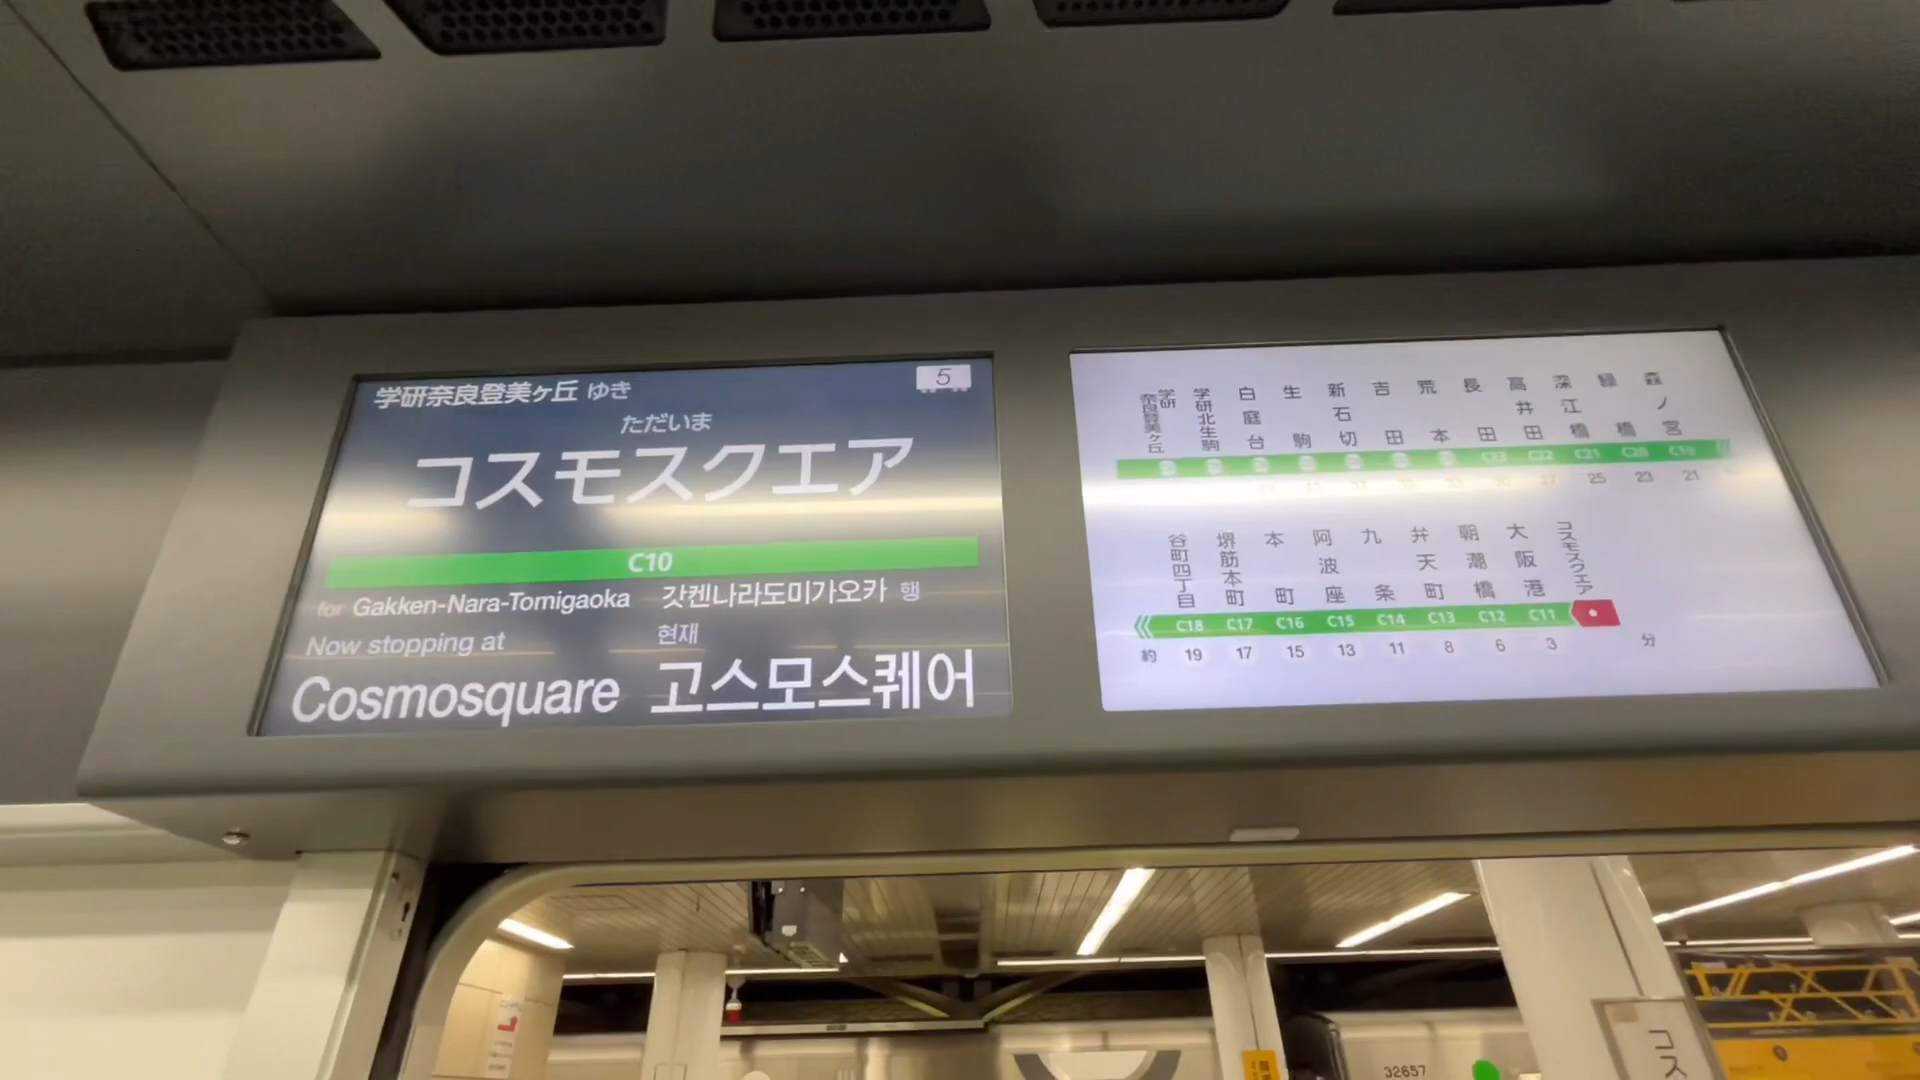 学研奈良登美ヶ丘 ゆき
5
ただいま
コスモスクエア
C10
for Gakken-Nara-Tomigaoka
갓켄나라도미가오카 행
Now stopping at
현재
Cosmosquare
고스모스퀘어
学研奈良登美ヶ丘 学研北生駒 白庭台 生駒 新石切 吉田 荒本 長田 高井田 深江橋 緑橋 森ノ宮
C23 C22 C21 C20 C19
27 25 23 21
谷町四丁目 堺筋本町 本町 阿波座 九条 弁天町 朝潮橋 大阪港 コスモスクエア
C18 C17 C16 C15 C14 C13 C12 C11
約 19 17 15 13 11 8 6 3 分
32657
コス